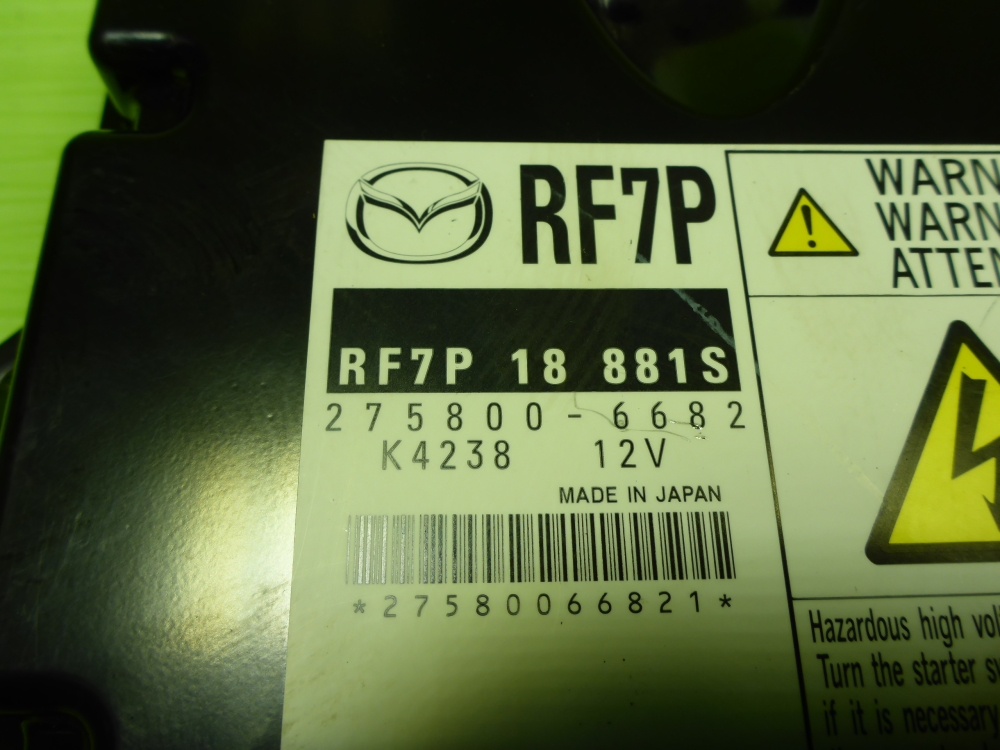 RF7P
RF7P 18 881S
275800-6682
K4238 12V
MADE IN JAPAN
*27580066821*
WARN
WARN
ATTEN
Hazardous high vol
Turn the starter s
if it is necessary